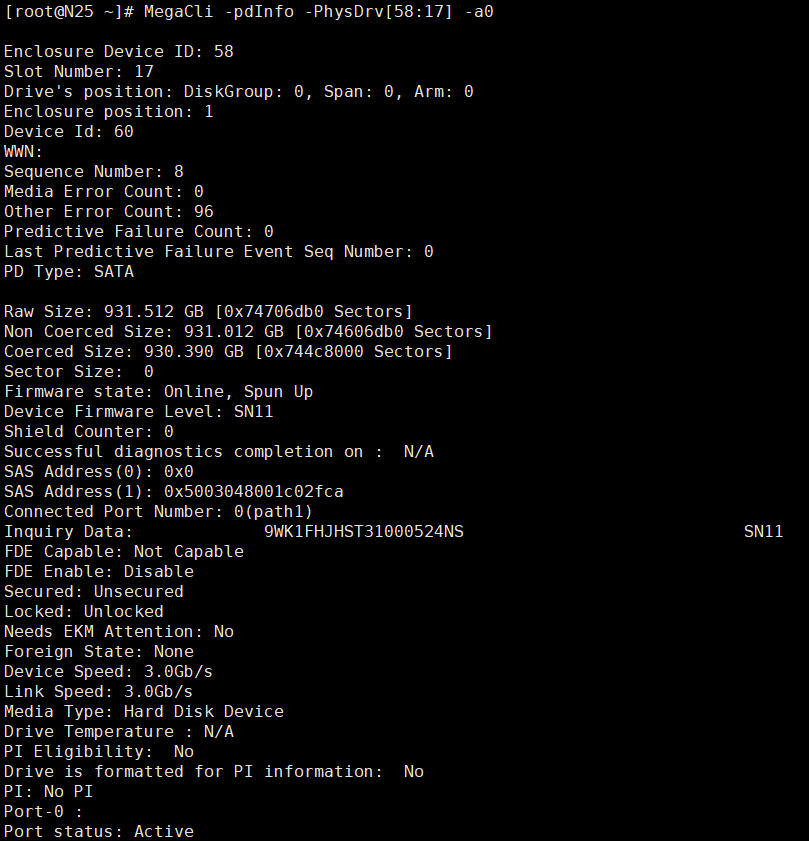 [root@N25 ~]# MegaCli -pdInfo -PhysDrv[58:17] -a0
Enclosure Device ID: 58
Slot Number: 17
Drive's position: DiskGroup: 0, Span: 0, Arm: 0
Enclosure position: 1
Device Id: 60
WWN:
Sequence Number: 8
Media Error Count: 0
Other Error Count: 96
Predictive Failure Count: 0
Last Predictive Failure Event Seq Number: 0
PD Type: SATA
Raw Size: 931.512 GB [0x74706db0 Sectors]
Non Coerced Size: 931.012 GB [0x74606db0 Sectors]
Coerced Size: 930.390 GB [0x744c8000 Sectors]
Sector Size:  0
Firmware state: Online, Spun Up
Device Firmware Level: SN11
Shield Counter: 0
Successful diagnostics completion on :  N/A
SAS Address(0): 0x0
SAS Address(1): 0x5003048001c02fca
Connected Port Number: 0(path1)
Inquiry Data:             9WK1FHJHST31000524NS                            SN11
FDE Capable: Not Capable
FDE Enable: Disable
Secured: Unsecured
Locked: Unlocked
Needs EKM Attention: No
Foreign State: None
Device Speed: 3.0Gb/s
Link Speed: 3.0Gb/s
Media Type: Hard Disk Device
Drive Temperature : N/A
PI Eligibility:  No
Drive is formatted for PI information:  No
PI: No PI
Port-0 :
Port status: Active